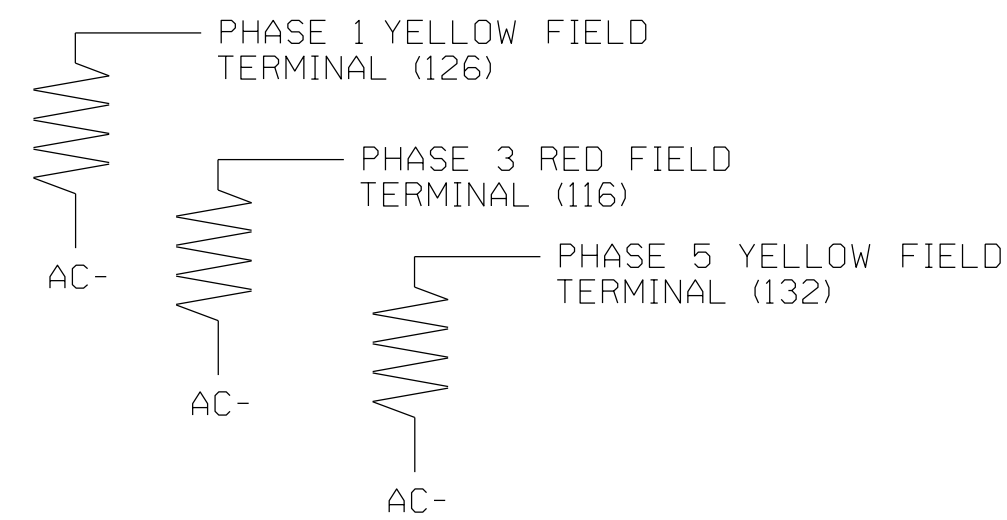 PHASE 1 YELLOW FIELD
TERMINAL (126)
AC-
PHASE 3 RED FIELD
TERMINAL (116)
AC-
PHASE 5 YELLOW FIELD
TERMINAL (132)
AC-